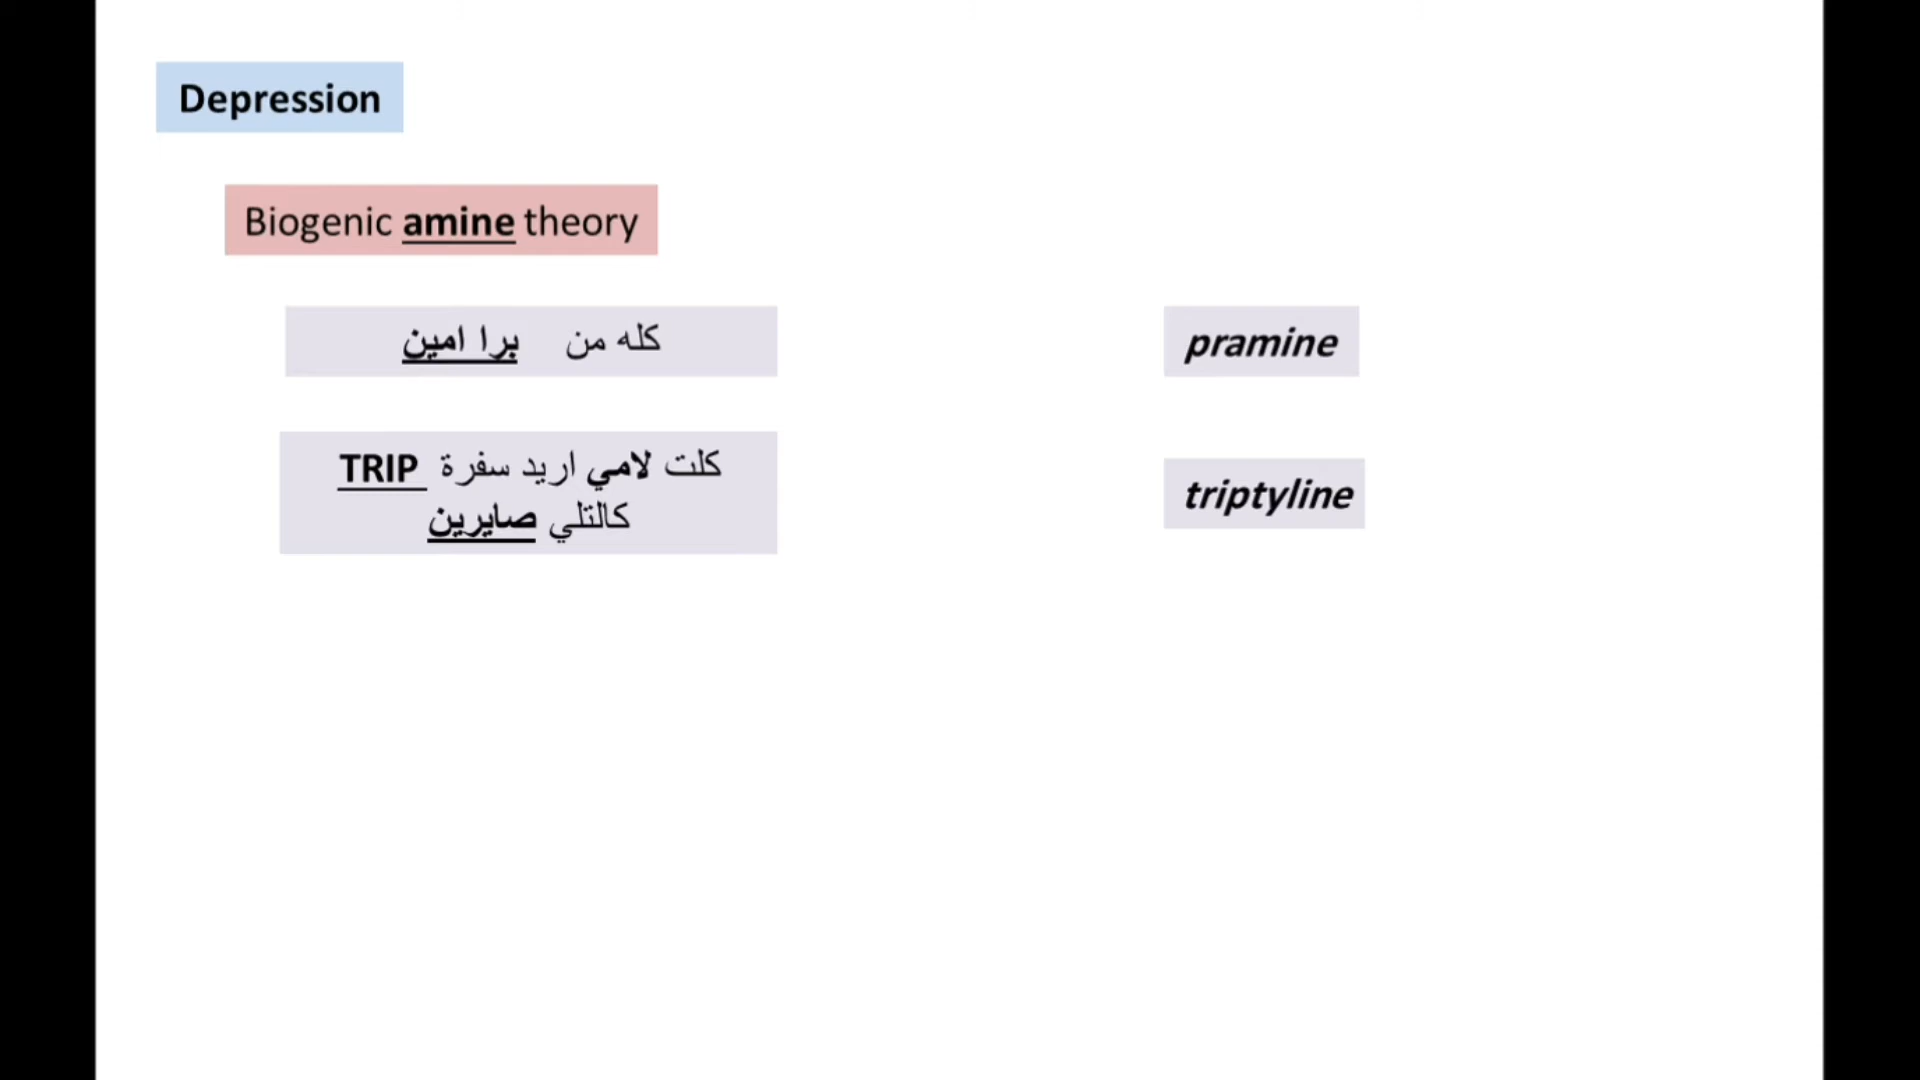 Depression
Biogenic amine theory
كله من برا امين
pramine
كلت لامي اريد سفرة TRIP
كالتلي صايرين
triptyline